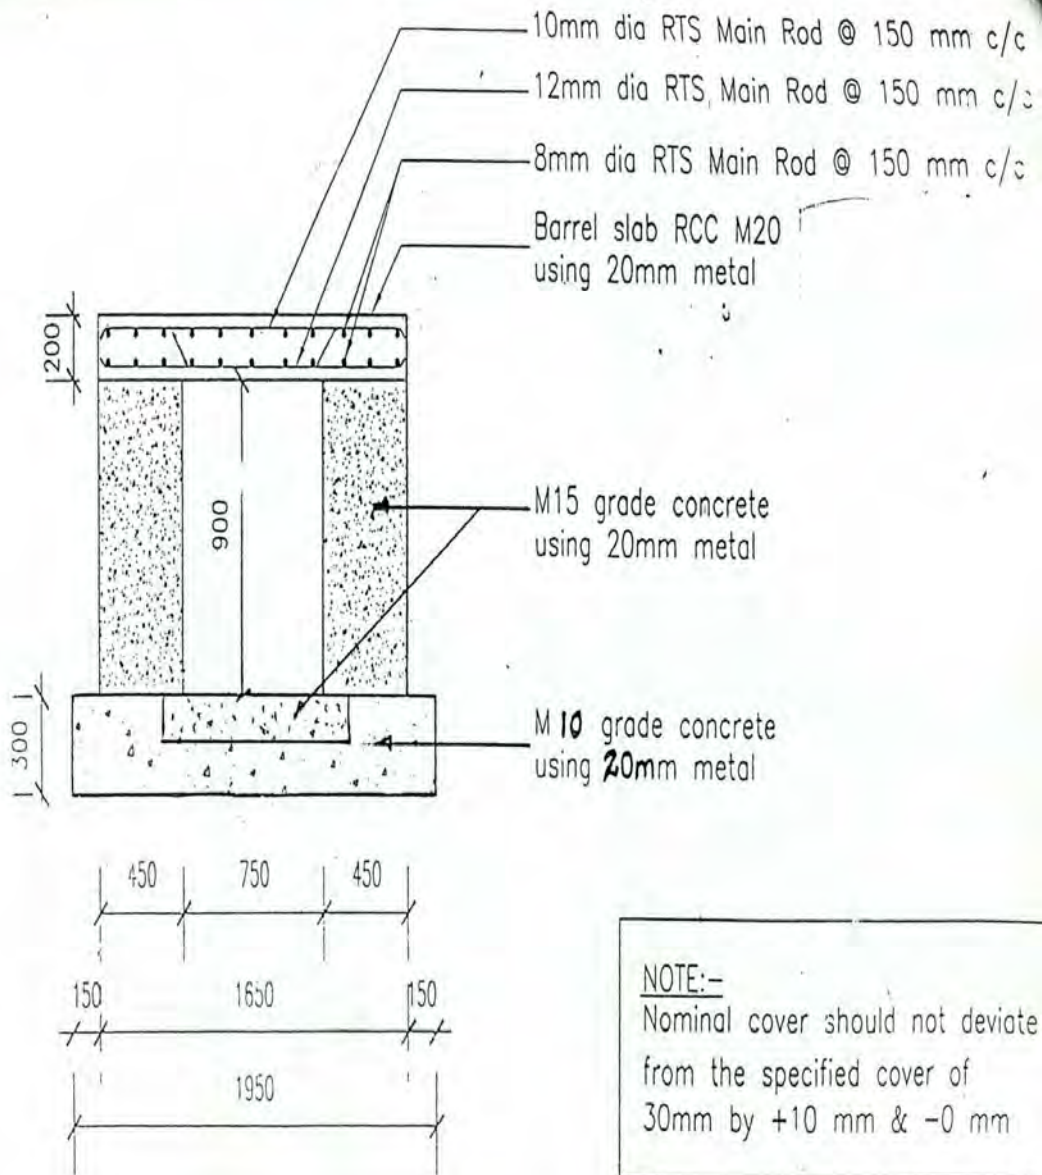 10mm dia RTS Main Rod @ 150 mm c/c
12mm dia RTS Main Rod @ 150 mm c/c
8mm dia RTS Main Rod @ 150 mm c/c
Barrel slab RCC M20
using 20mm metal
200
900
M15 grade concrete
using 20mm metal
300
M10 grade concrete
using 20mm metal
450 750 450
150 1650 150
1950
NOTE:-
Nominal cover should not deviate
from the specified cover of
30mm by +10 mm & -0 mm